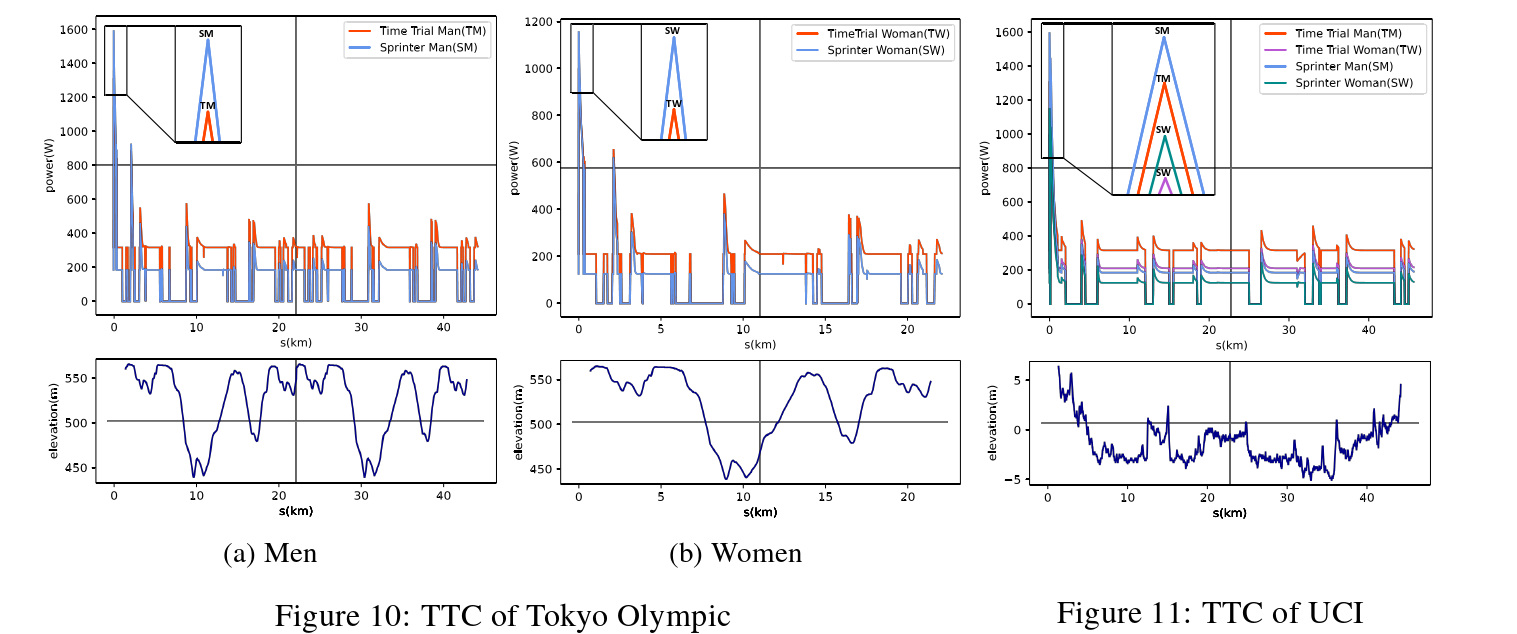 1600
1400
1200
1000
800
600
400
200
0
power(W)
SM
TM
Time Trial Man(TM)
Sprinter Man(SM)
0 10 20 30 40
s(km)
550
500
450
elevation(m)
0 10 20 30 40
s(km)
(a) Men
1200
1000
800
600
400
200
0
power(W)
SW
TW
TimeTrial Woman(TW)
Sprinter Woman(SW)
0 5 10 15 20
s(km)
550
500
450
elevation(m)
0 5 10 15 20
s(km)
(b) Women
Figure 10: TTC of Tokyo Olympic
1600
1400
1200
1000
800
600
400
200
0
power(W)
SM
TM
SW
SW
Time Trial Man(TM)
Time Trial Woman(TW)
Sprinter Man(SM)
Sprinter Woman(SW)
0 10 20 30 40
s(km)
5
0
−5
elevation(m)
0 10 20 30 40
s(km)
Figure 11: TTC of UCI